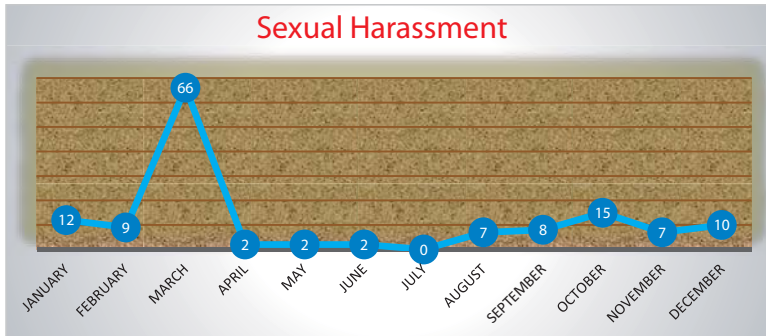 Sexual Harassment
66
12
9
2
2
2
0
7
8
15
7
10
JANUARY
FEBRUARY
MARCH
APRIL
MAY
JUNE
JULY
AUGUST
SEPTEMBER
OCTOBER
NOVEMBER
DECEMBER